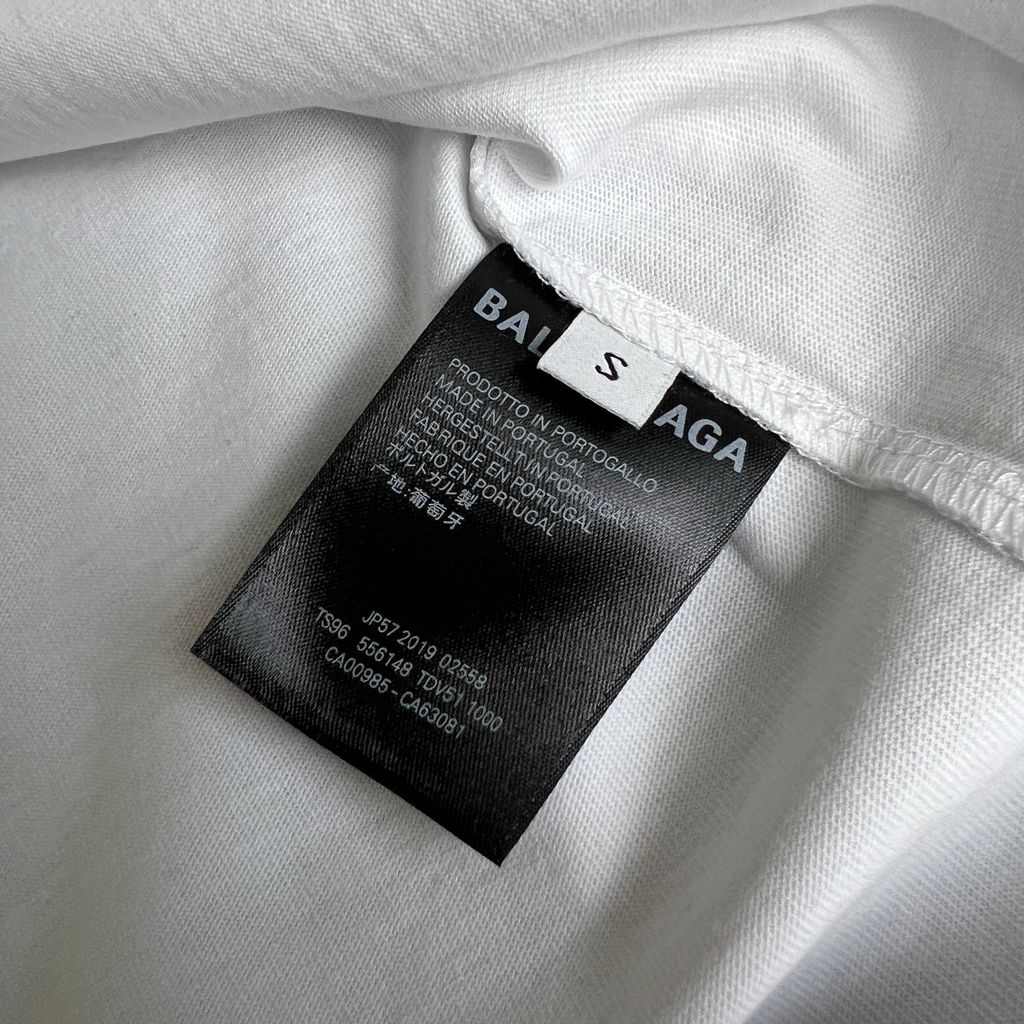 BAL AGA
S
PRODOTTO IN PORTOGALLO
MADE IN PORTUGAL
HERGESTELLT IN PORTUGAL
FABRIQUE EN PORTUGAL
HECHO EN PORTUGAL
ポルトガル製
产地:葡萄牙
JP57 2019 02558
TS96 556148 TDV51 1000
CA00985-CA63081